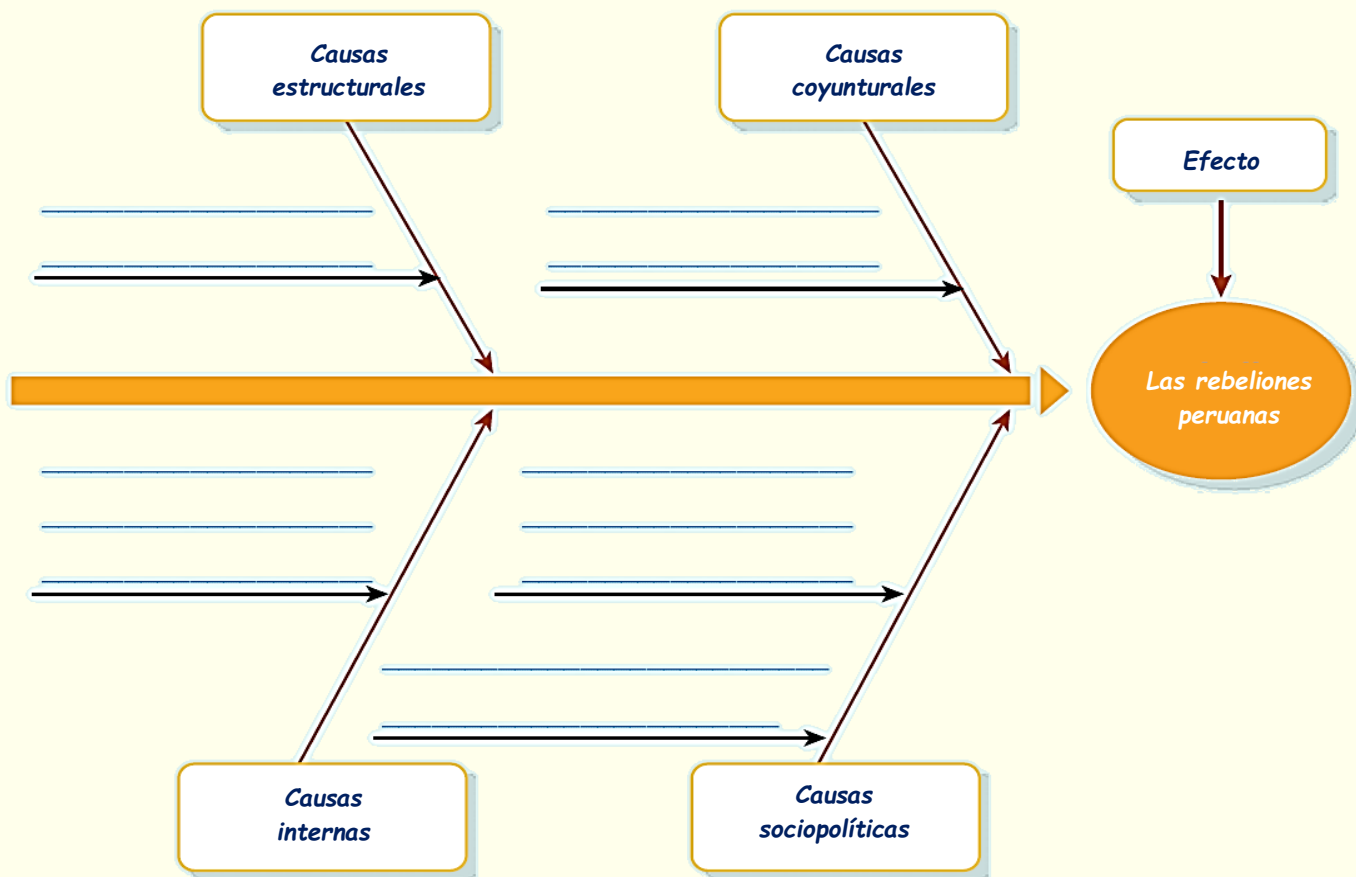 Causas
estructurales
Causas
coyunturales
Efecto
Las rebeliones
peruanas
Causas
internas
Causas
sociopolíticas